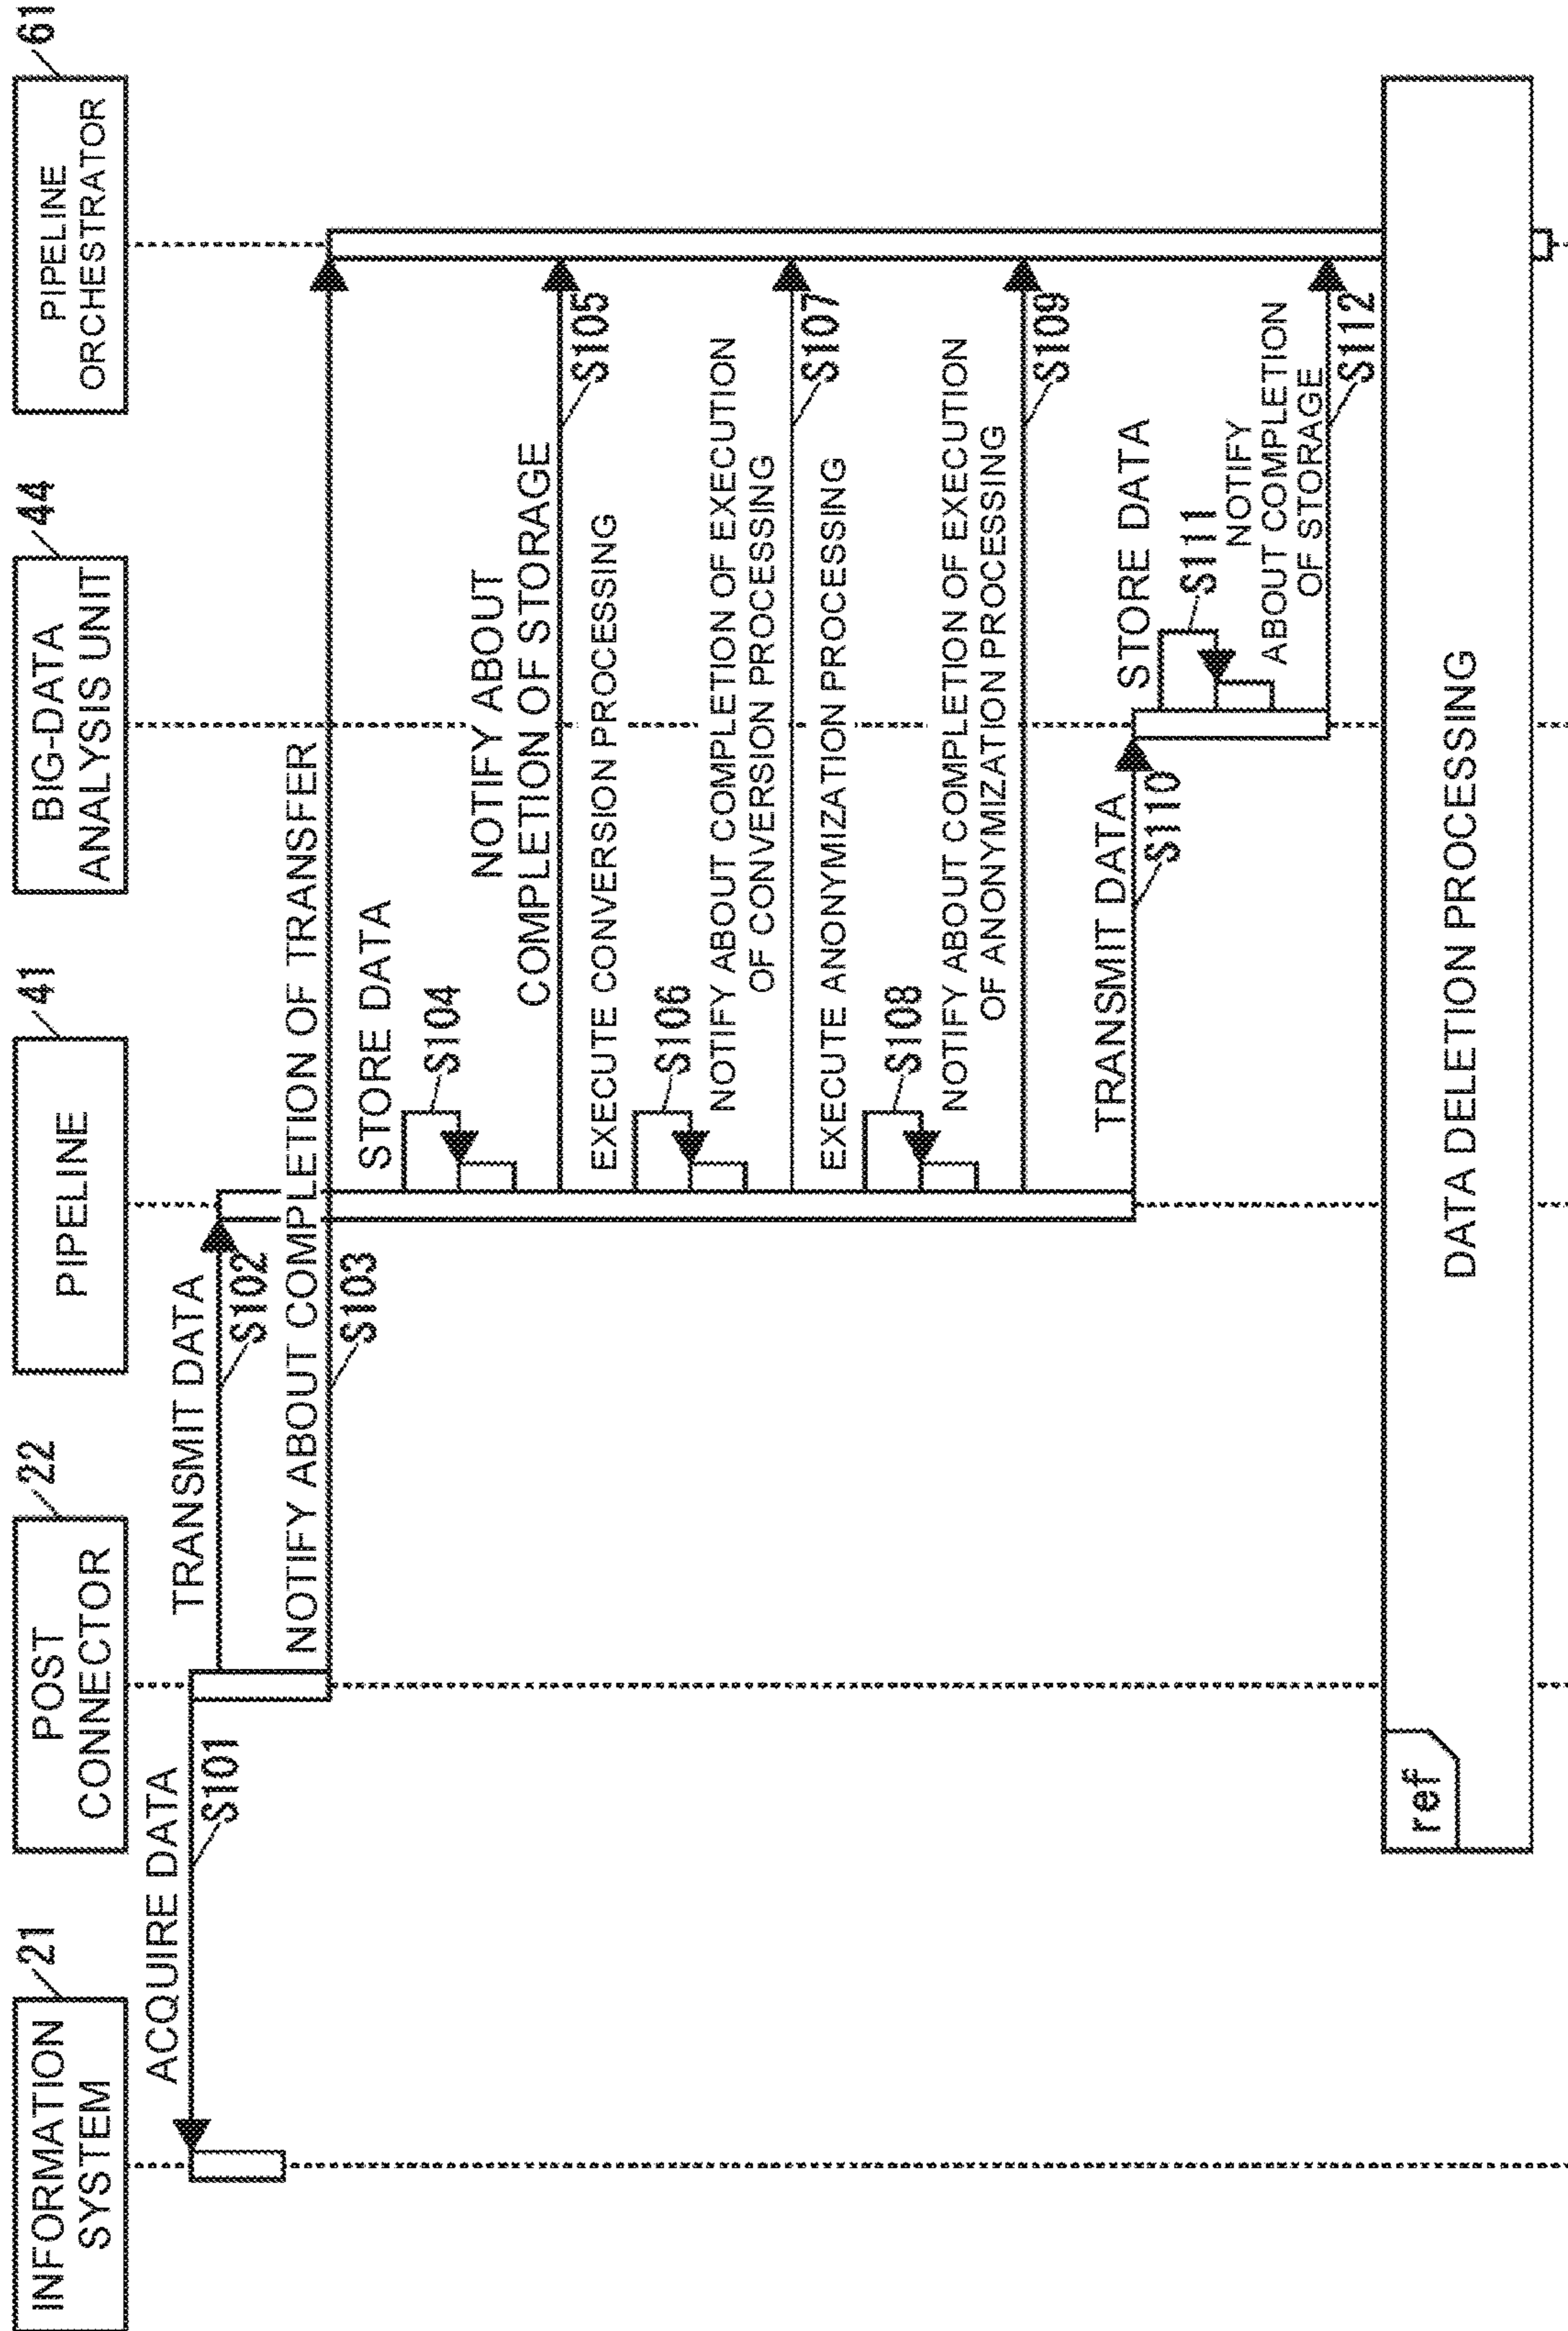 INFORMATION
SYSTEM
21
POST
CONNECTOR
22
PIPELINE
41
BIG-DATA
ANALYSIS UNIT
44
PIPELINE
ORCHESTRATOR
61
ACQUIRE DATA
S101
TRANSMIT DATA
S102
NOTIFY ABOUT COMPLETION OF TRANSFER
S103
STORE DATA
S104
NOTIFY ABOUT
COMPLETION OF STORAGE
S105
EXECUTE CONVERSION PROCESSING
S106
NOTIFY ABOUT COMPLETION OF EXECUTION
OF CONVERSION PROCESSING
S107
EXECUTE ANONYMIZATION PROCESSING
S108
NOTIFY ABOUT COMPLETION OF EXECUTION
OF ANONYMIZATION PROCESSING
S109
TRANSMIT DATA
S110
STORE DATA
S111
NOTIFY
ABOUT COMPLETION
OF STORAGE
S112
ref
DATA DELETION PROCESSING